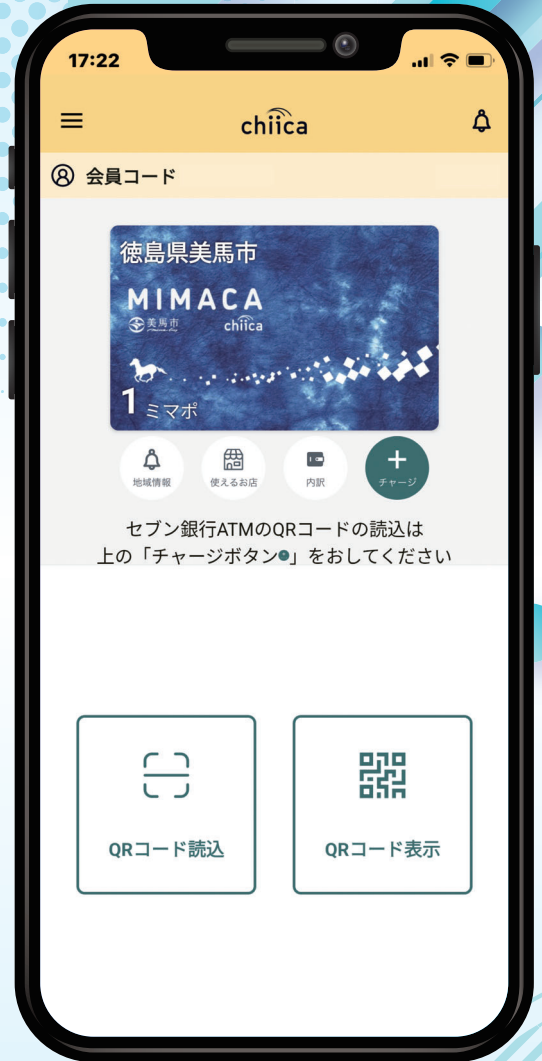 17:22
chiica
会員コード
徳島県美馬市
MIMACA
美馬市 chiica
1 ミマポ
地域情報 使えるお店 内訳 チャージ
セブン銀行ATMのQRコードの読込は
上の「チャージボタン」をおしてください
QRコード読込 QRコード表示